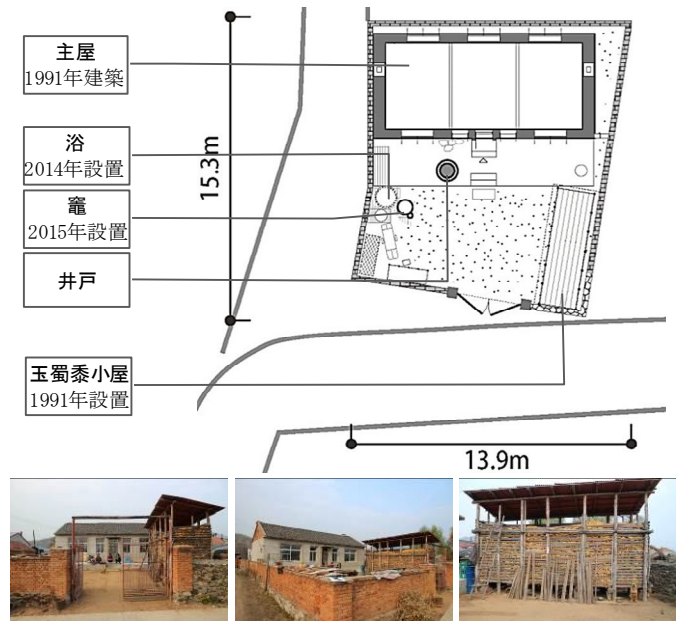 主屋
1991年建築
浴
2014年設置
竈
2015年設置
井戸
玉蜀黍小屋
1991年設置
15.3m
13.9m